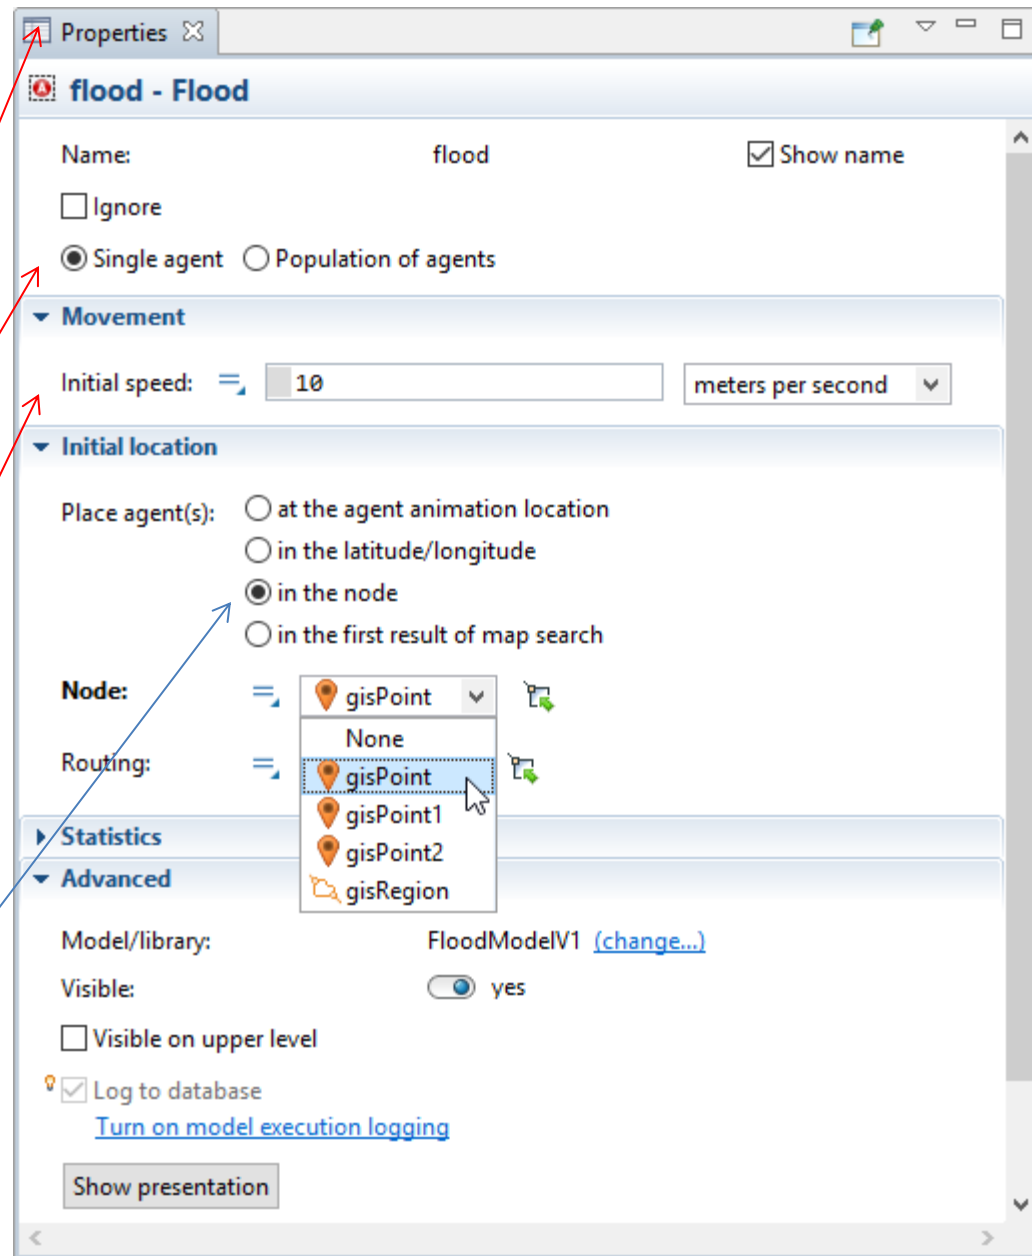 Properties
flood - Flood
Name: flood Show name
Ignore
Single agent Population of agents
Movement
Initial speed: 10 meters per second
Initial location
Place agent(s): at the agent animation location
in the latitude/longitude
in the node
in the first result of map search
Node: gisPoint
None
Routing: gisPoint
gisPoint1
Statistics
gisPoint2
Advanced
gisRegion
Model/library: FloodModelV1 (change...)
Visible: yes
Visible on upper level
Log to database
Turn on model execution logging
Show presentation